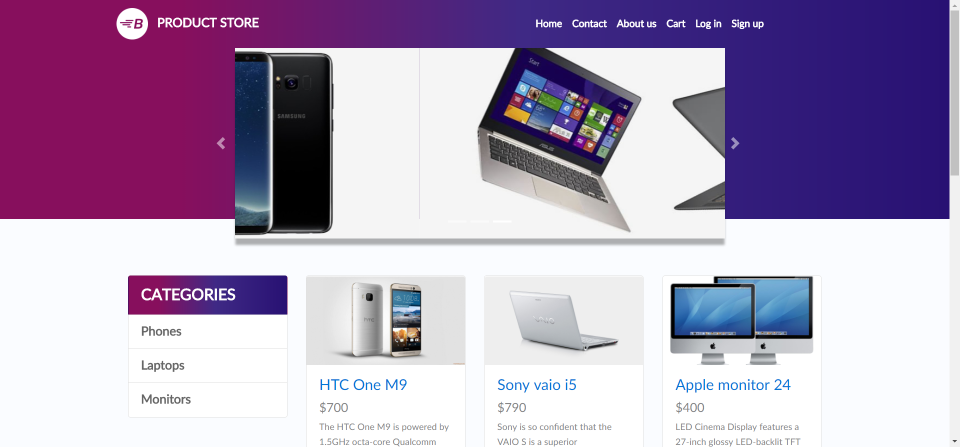 B PRODUCT STORE
Home Contact About us Cart Log in Sign up
SAMSUNG
Start
ASUS
CATEGORIES
Phones
Laptops
Monitors
HTC One M9
$700
The HTC One M9 is powered by
1.5GHz octa-core Qualcomm
VAIO
Sony vaio i5
$790
Sony is so confident that the
VAIO S is a superior
Apple monitor 24
$400
LED Cinema Display features a
27-inch glossy LED-backlit TFT